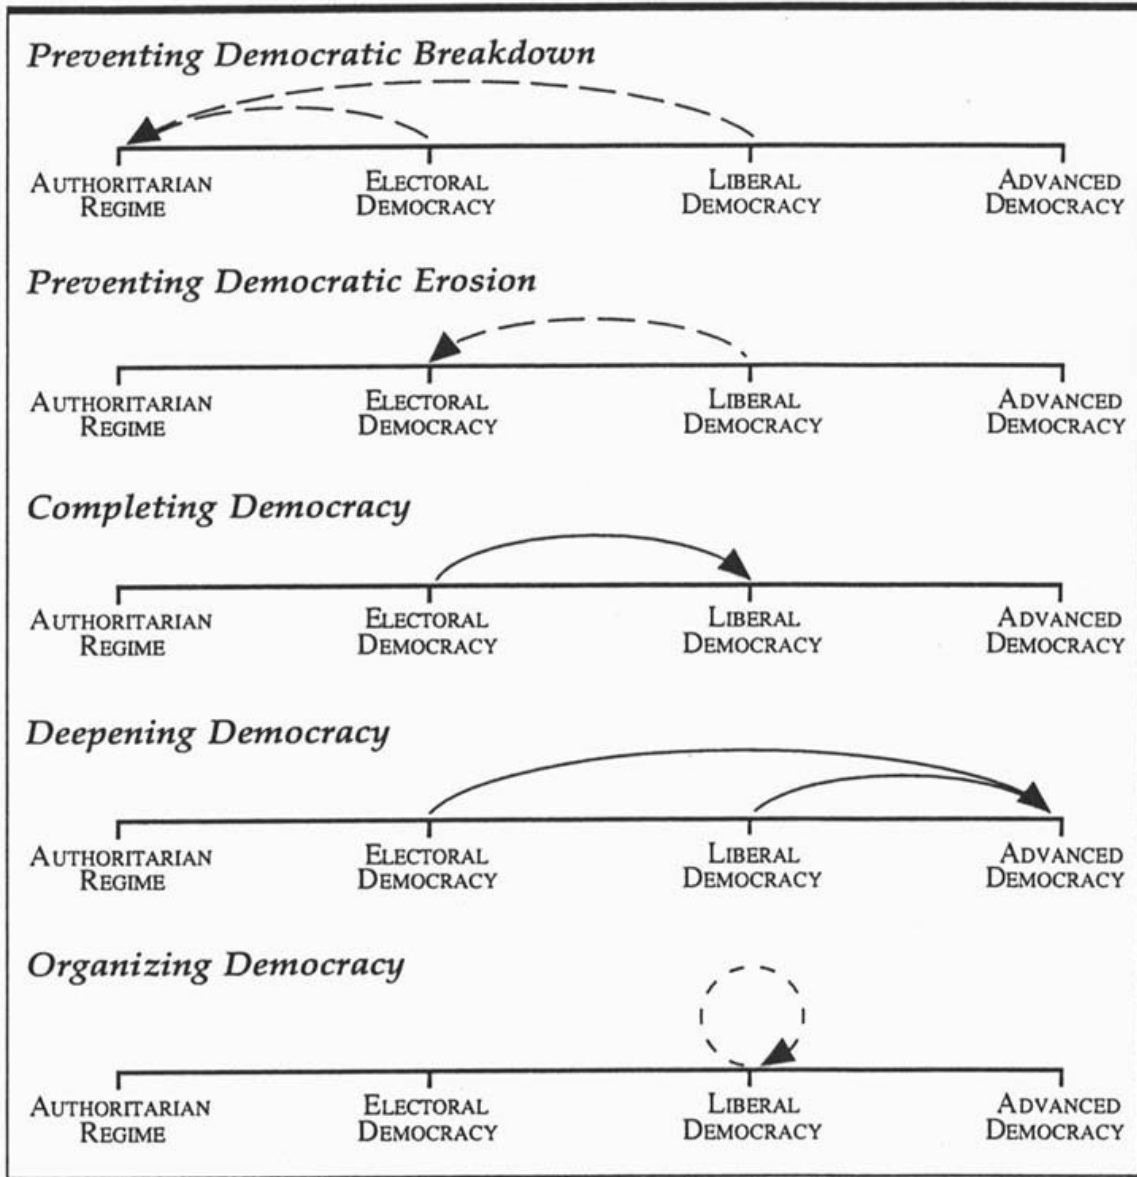 Preventing Democratic Breakdown
AUTHORITARIAN ELECTORAL LIBERAL ADVANCED
REGIME DEMOCRACY DEMOCRACY DEMOCRACY
Preventing Democratic Erosion
AUTHORITARIAN ELECTORAL LIBERAL ADVANCED
REGIME DEMOCRACY DEMOCRACY DEMOCRACY
Completing Democracy
AUTHORITARIAN ELECTORAL LIBERAL ADVANCED
REGIME DEMOCRACY DEMOCRACY DEMOCRACY
Deepening Democracy
AUTHORITARIAN ELECTORAL LIBERAL ADVANCED
REGIME DEMOCRACY DEMOCRACY DEMOCRACY
Organizing Democracy
AUTHORITARIAN ELECTORAL LIBERAL ADVANCED
REGIME DEMOCRACY DEMOCRACY DEMOCRACY